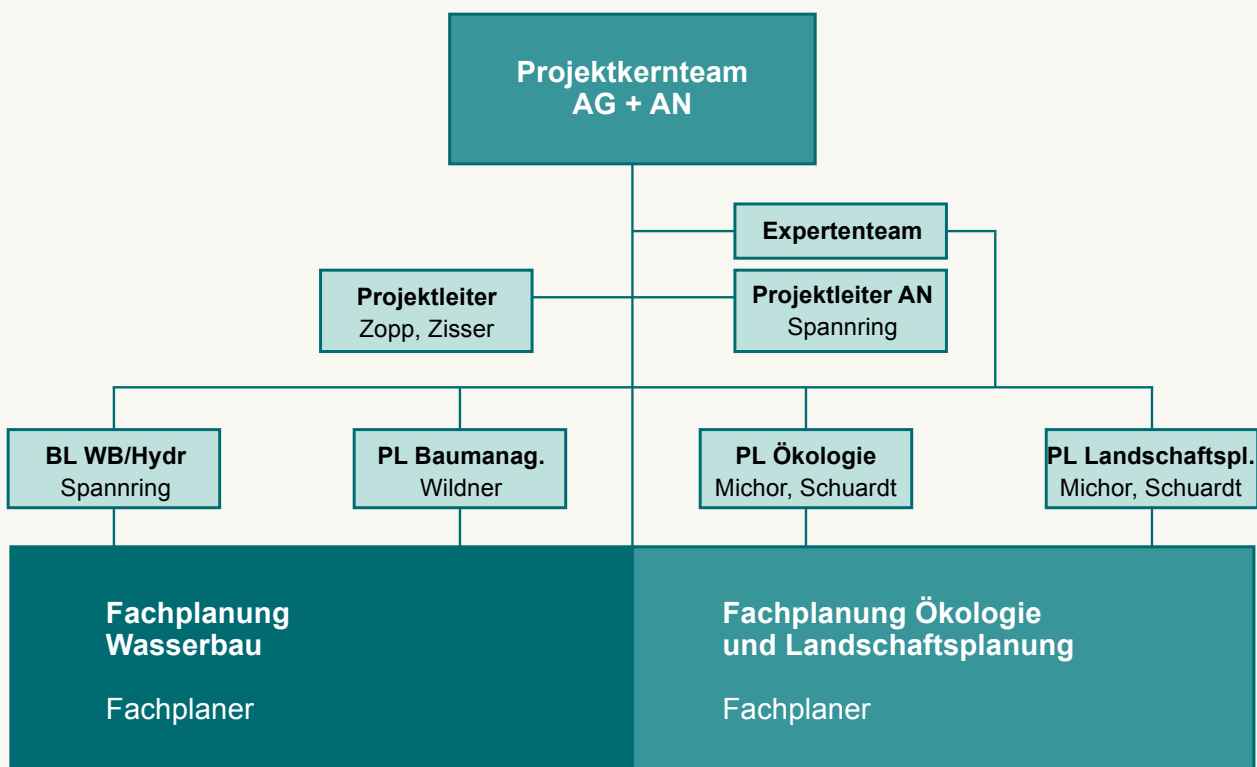 Projektkernteam
AG + AN
Expertenteam
Projektleiter
Zopp, Zisser
Projektleiter AN
Spannring
BL WB/Hydr
Spannring
PL Baumanag.
Wildner
PL Ökologie
Michor, Schuardt
PL Landschaftspl.
Michor, Schuardt
Fachplanung
Wasserbau
Fachplaner
Fachplanung Ökologie
und Landschaftsplanung
Fachplaner